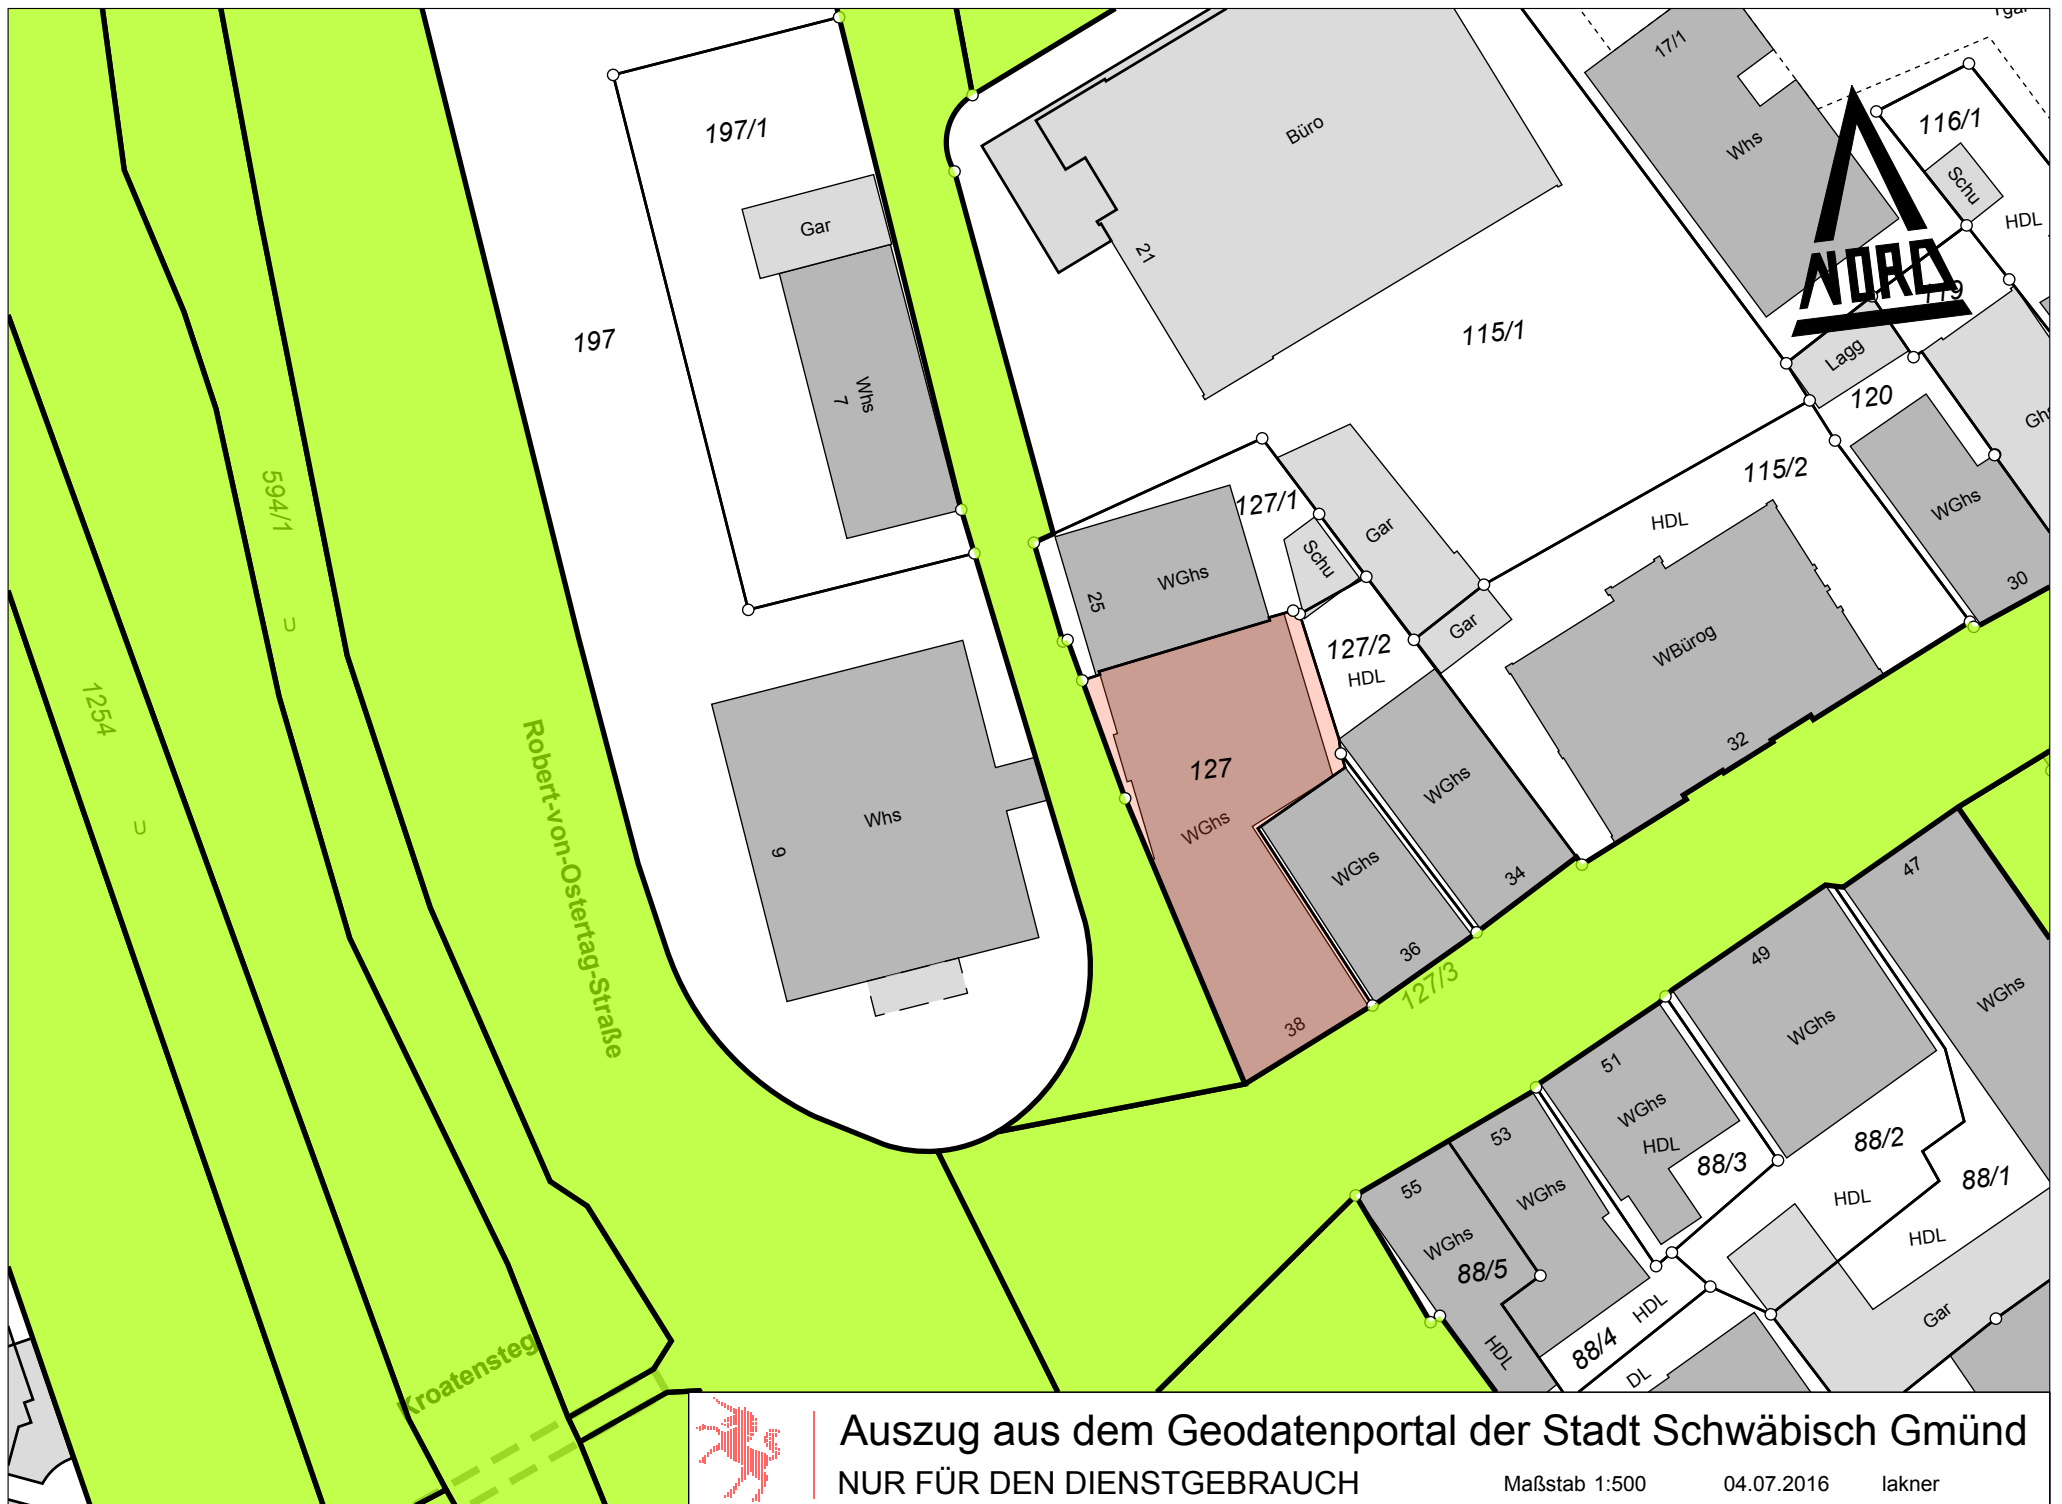 17/1
116/1
197/1
Büro
Whs
Schu
HDL
Gar
21
NORD
119
197
115/1
Lagg
Whs
7
120
115/2
594/1
127/1
WGhs
HDL
Gar
Schu
WGhs
25
30
Gar
127/2
HDL
WBürog
1254
32
Robert-von-Ostertag-Straße
127
WGhs
Whs
9
WGhs
WGhs
34
47
36
49
127/3
WGhs
38
WGhs
51
WGhs
HDL
53
88/3
88/2
88/1
55
WGhs
HDL
HDL
WGhs
88/5
HDL
88/4
HDL
Gar
DL
Kroatensteg
Auszug aus dem Geodatenportal der Stadt Schwäbisch Gmünd
NUR FÜR DEN DIENSTGEBRAUCH
Maßstab 1:500 04.07.2016 lakner